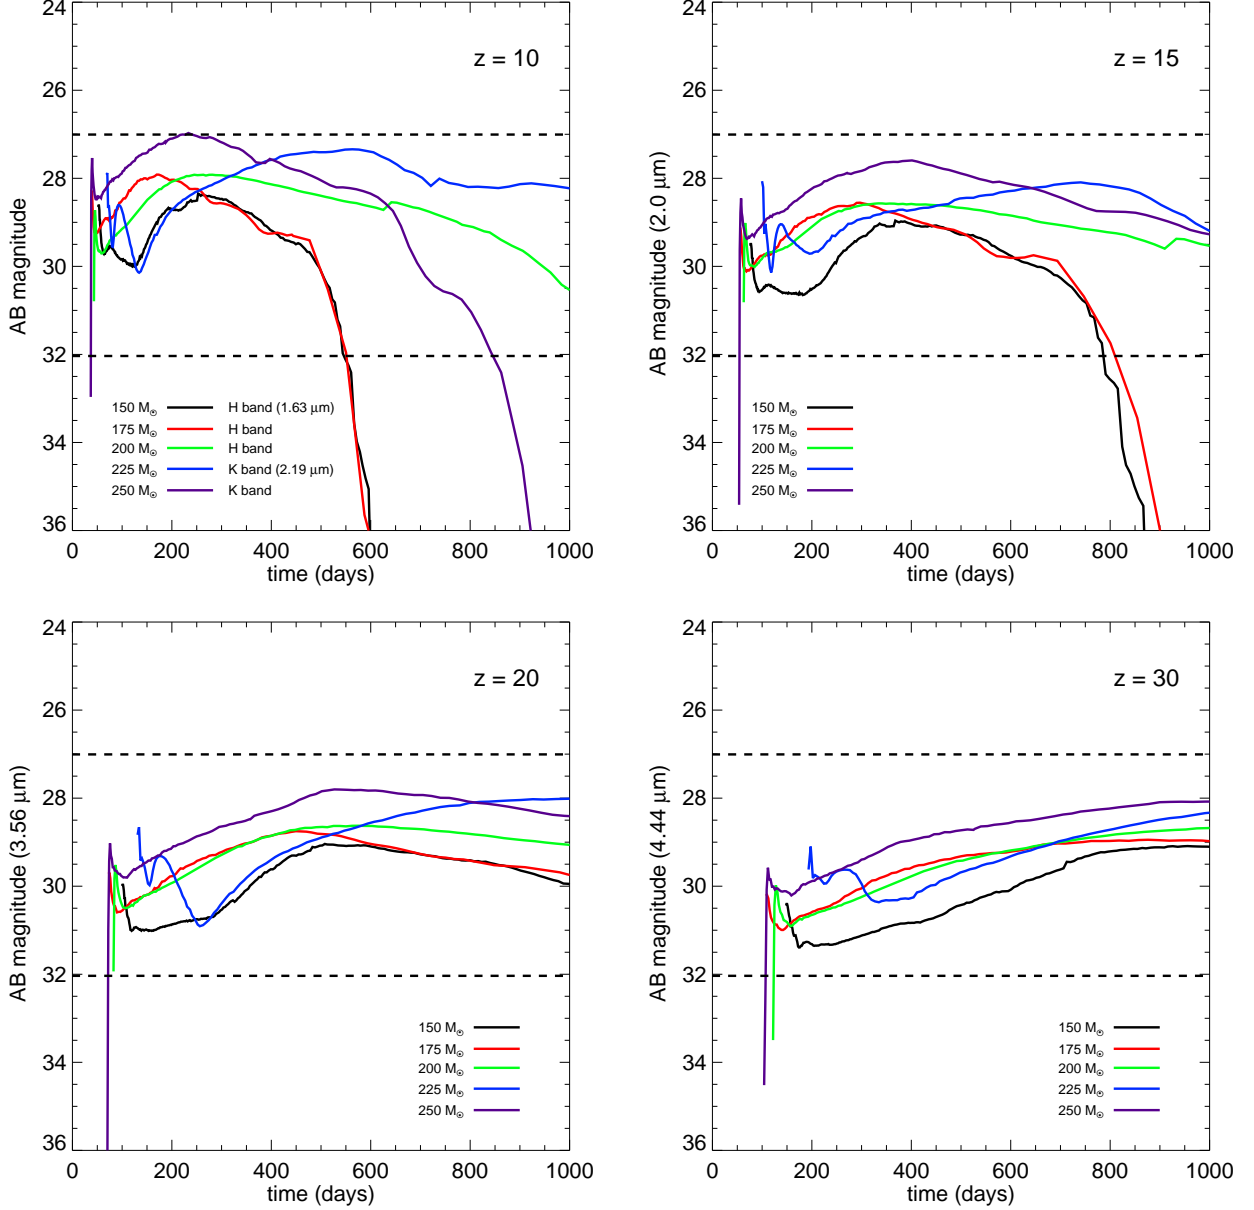 24
26
28
30
32
34
36
AB magnitude
z = 10
150 M☉ H band (1.63 μm)
175 M☉ H band
200 M☉ H band
225 M☉ K band (2.19 μm)
250 M☉ K band
0 200 400 600 800 1000
time (days)
24
26
28
30
32
34
36
AB magnitude (2.0 μm)
z = 15
150 M☉
175 M☉
200 M☉
225 M☉
250 M☉
0 200 400 600 800 1000
time (days)
24
26
28
30
32
34
36
AB magnitude (3.56 μm)
z = 20
150 M☉
175 M☉
200 M☉
225 M☉
250 M☉
0 200 400 600 800 1000
time (days)
24
26
28
30
32
34
36
AB magnitude (4.44 μm)
z = 30
150 M☉
175 M☉
200 M☉
225 M☉
250 M☉
0 200 400 600 800 1000
time (days)